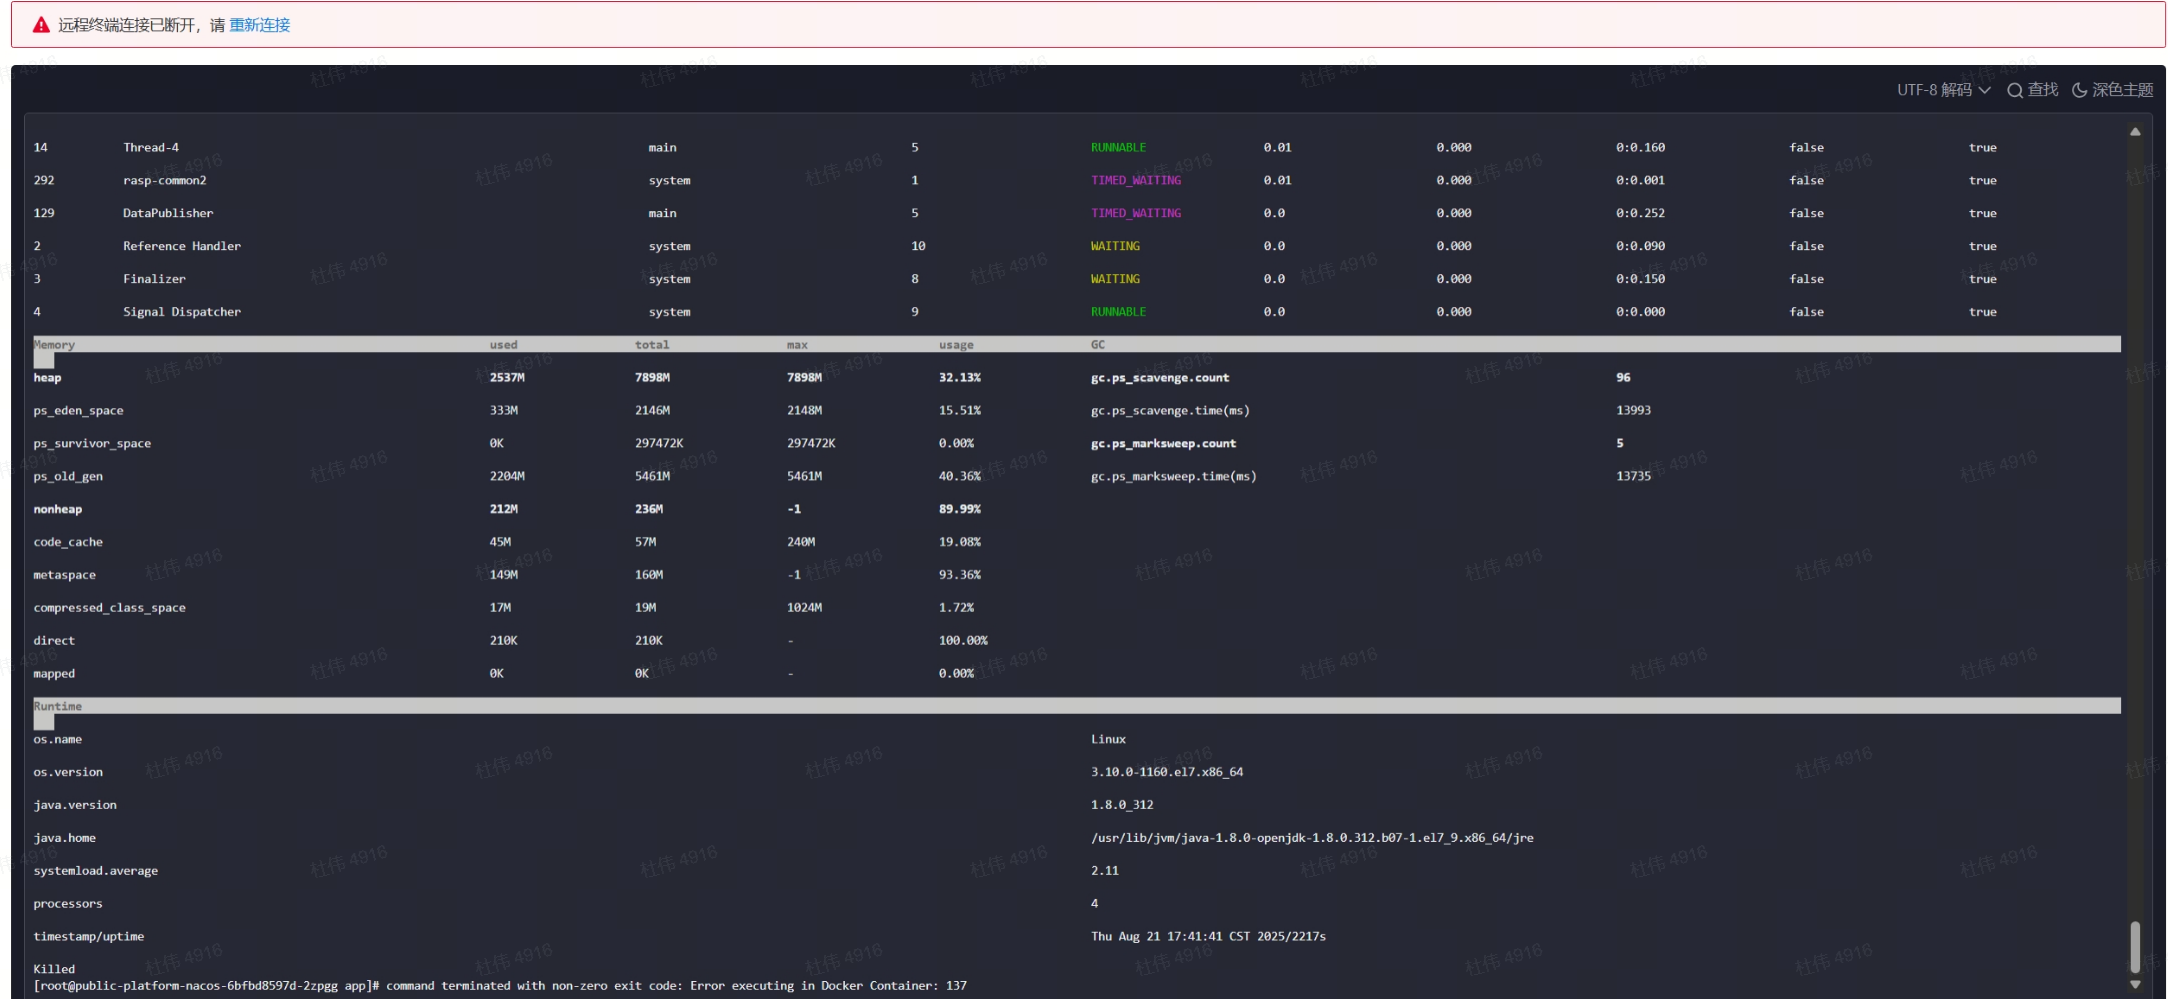 远程终端连接已断开，请 重新连接
UTF-8 解码 查找 深色主题
14 Thread-4 main 5 RUNNABLE 0.01 0.000 0:0.160 false true
292 rasp-common2 system 1 TIMED_WAITING 0.01 0.000 0:0.001 false true
129 DataPublisher main 5 TIMED_WAITING 0.0 0.000 0:0.252 false true
2 Reference Handler system 10 WAITING 0.0 0.000 0:0.090 false true
3 Finalizer system 8 WAITING 0.0 0.000 0:0.150 false true
4 Signal Dispatcher system 9 RUNNABLE 0.0 0.000 0:0.000 false true
Memory used total max usage GC
heap 2537M 7898M 7898M 32.13% gc.ps_scavenge.count 96
ps_eden_space 333M 2146M 2148M 15.51% gc.ps_scavenge.time(ms) 13993
ps_survivor_space 0K 297472K 297472K 0.00% gc.ps_marksweep.count 5
ps_old_gen 2204M 5461M 5461M 40.36% gc.ps_marksweep.time(ms) 13735
nonheap 212M 236M -1 89.99%
code_cache 45M 57M 240M 19.08%
metaspace 149M 160M -1 93.36%
compressed_class_space 17M 19M 1024M 1.72%
direct 210K 210K - 100.00%
mapped 0K 0K - 0.00%
Runtime
os.name Linux
os.version 3.10.0-1160.el7.x86_64
java.version 1.8.0_312
java.home /usr/lib/jvm/java-1.8.0-openjdk-1.8.0.312.b07-1.el7_9.x86_64/jre
systemload.average 2.11
processors 4
timestamp/uptime Thu Aug 21 17:41:41 CST 2025/2217s
Killed
[root@public-platform-nacos-6bfbd8597d-2zpgg app]# command terminated with non-zero exit code: Error executing in Docker Container: 137
杜伟 4916